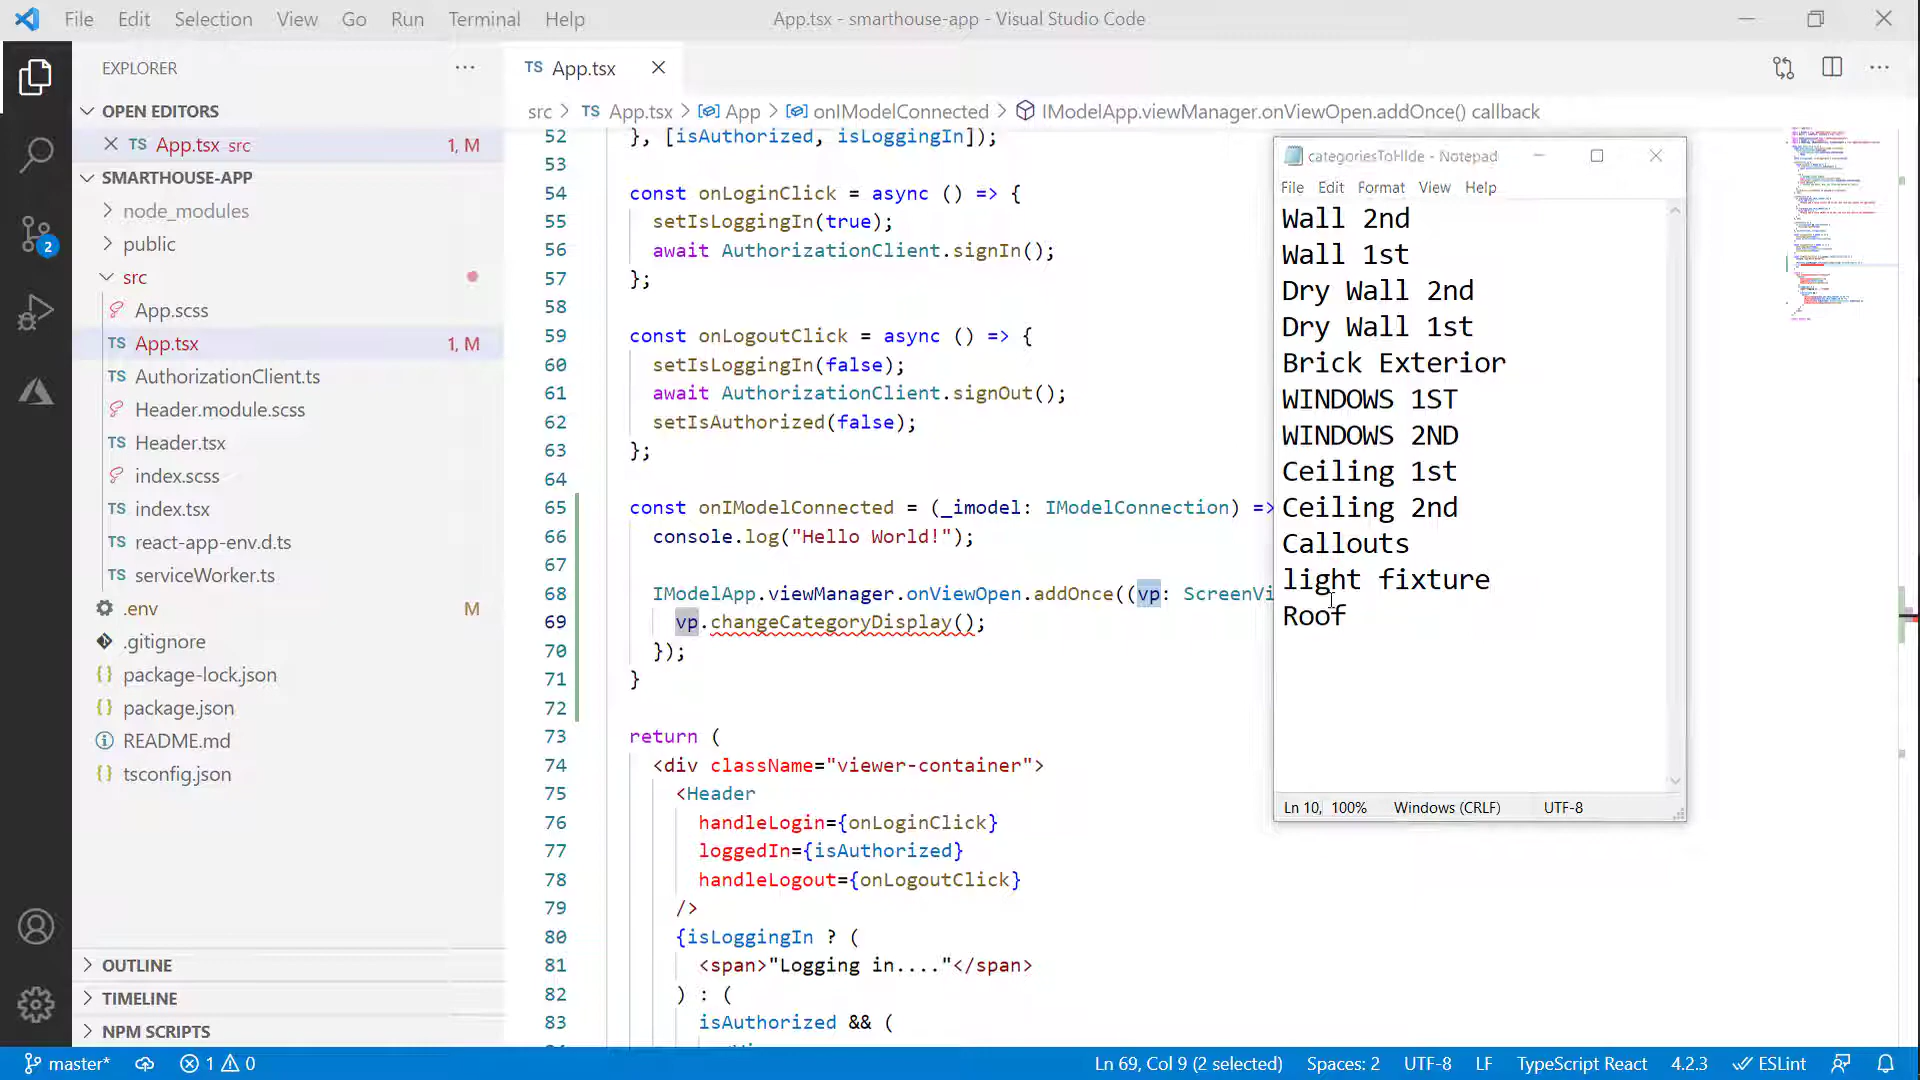 File Edit Selection View Go Run Terminal Help
App.tsx - smarthouse-app - Visual Studio Code
EXPLORER
OPEN EDITORS
TS App.tsx src 1, M
SMARTHOUSE-APP
node_modules
public
src
App.scss
TS App.tsx 1, M
TS AuthorizationClient.ts
Header.module.scss
TS Header.tsx
index.scss
TS index.tsx
TS react-app-env.d.ts
TS serviceWorker.ts
.env M
.gitignore
{} package-lock.json
{} package.json
README.md
{} tsconfig.json
OUTLINE
TIMELINE
NPM SCRIPTS
2
TS App.tsx
src > TS App.tsx > App > onIModelConnected > IModelApp.viewManager.onViewOpen.addOnce() callback
52 }, [isAuthorized, isLoggingIn]);
53
54 const onLoginClick = async () => {
55 setIsLoggingIn(true);
56 await AuthorizationClient.signIn();
57 };
58
59 const onLogoutClick = async () => {
60 setIsLoggingIn(false);
61 await AuthorizationClient.signOut();
62 setIsAuthorized(false);
63 };
64
65 const onIModelConnected = (_imodel: IModelConnection) =>
66 console.log("Hello World!");
67
68 IModelApp.viewManager.onViewOpen.addOnce((vp: ScreenVi
69 vp.changeCategoryDisplay();
70 });
71 }
72
73 return (
74 <div className="viewer-container">
75 <Header
76 handleLogin={onLoginClick}
77 loggedIn={isAuthorized}
78 handleLogout={onLogoutClick}
79 />
80 {isLoggingIn ? (
81 <span>"Logging in...."</span>
82 ) : (
83 isAuthorized && (
categoriesToHIde - Notepad
File Edit Format View Help
Wall 2nd
Wall 1st
Dry Wall 2nd
Dry Wall 1st
Brick Exterior
WINDOWS 1ST
WINDOWS 2ND
Ceiling 1st
Ceiling 2nd
Callouts
light fixture
Roof
Ln 10, 100% Windows (CRLF) UTF-8
master* 1 0
Ln 69, Col 9 (2 selected) Spaces: 2 UTF-8 LF TypeScript React 4.2.3 ESLint